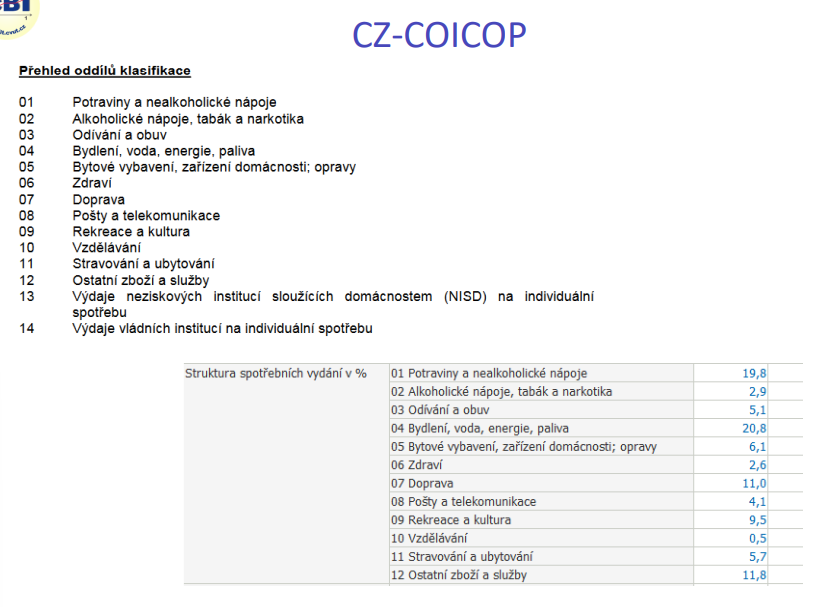 CZ-COICOP
Přehled oddílů klasifikace
01 Potraviny a nealkoholické nápoje
02 Alkoholické nápoje, tabák a narkotika
03 Odívání a obuv
04 Bydlení, voda, energie, paliva
05 Bytové vybavení, zařízení domácnosti; opravy
06 Zdraví
07 Doprava
08 Pošty a telekomunikace
09 Rekreace a kultura
10 Vzdělávání
11 Stravování a ubytování
12 Ostatní zboží a služby
13 Výdaje neziskových institucí sloužících domácnostem (NISD) na individuální
spotřebu
14 Výdaje vládních institucí na individuální spotřebu
Struktura spotřebních vydání v % 01 Potraviny a nealkoholické nápoje 19,8
02 Alkoholické nápoje, tabák a narkotika 2,9
03 Odívání a obuv 5,1
04 Bydlení, voda, energie, paliva 20,8
05 Bytové vybavení, zařízení domácnosti; opravy 6,1
06 Zdraví 2,6
07 Doprava 11,0
08 Pošty a telekomunikace 4,1
09 Rekreace a kultura 9,5
10 Vzdělávání 0,5
11 Stravování a ubytování 5,7
12 Ostatní zboží a služby 11,8